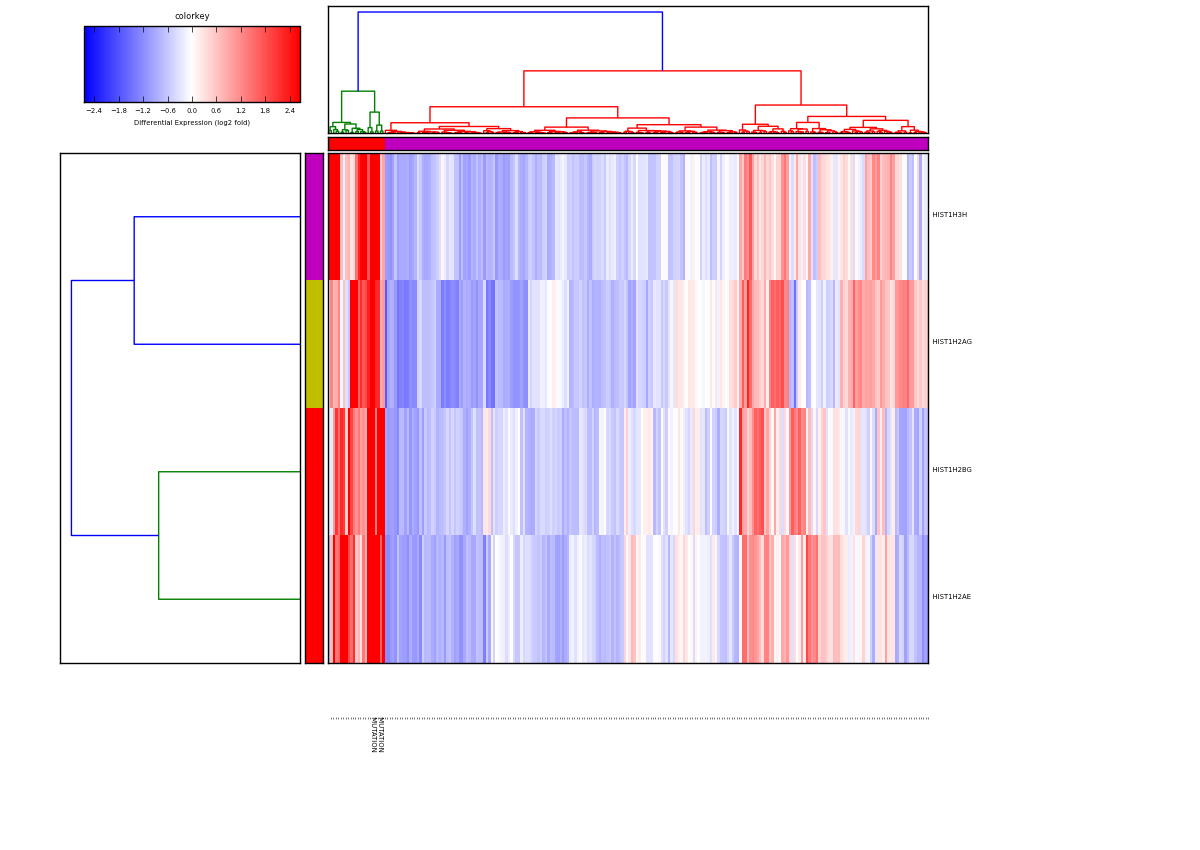 colorkey
−2.4 −1.8 −1.2 −0.6 0.0 0.6 1.2 1.8 2.4
Differential Expression (log2 fold)
HIST1H3H
HIST1H2AG
HIST1H2BG
HIST1H2AE
MUTATION
MUTATION